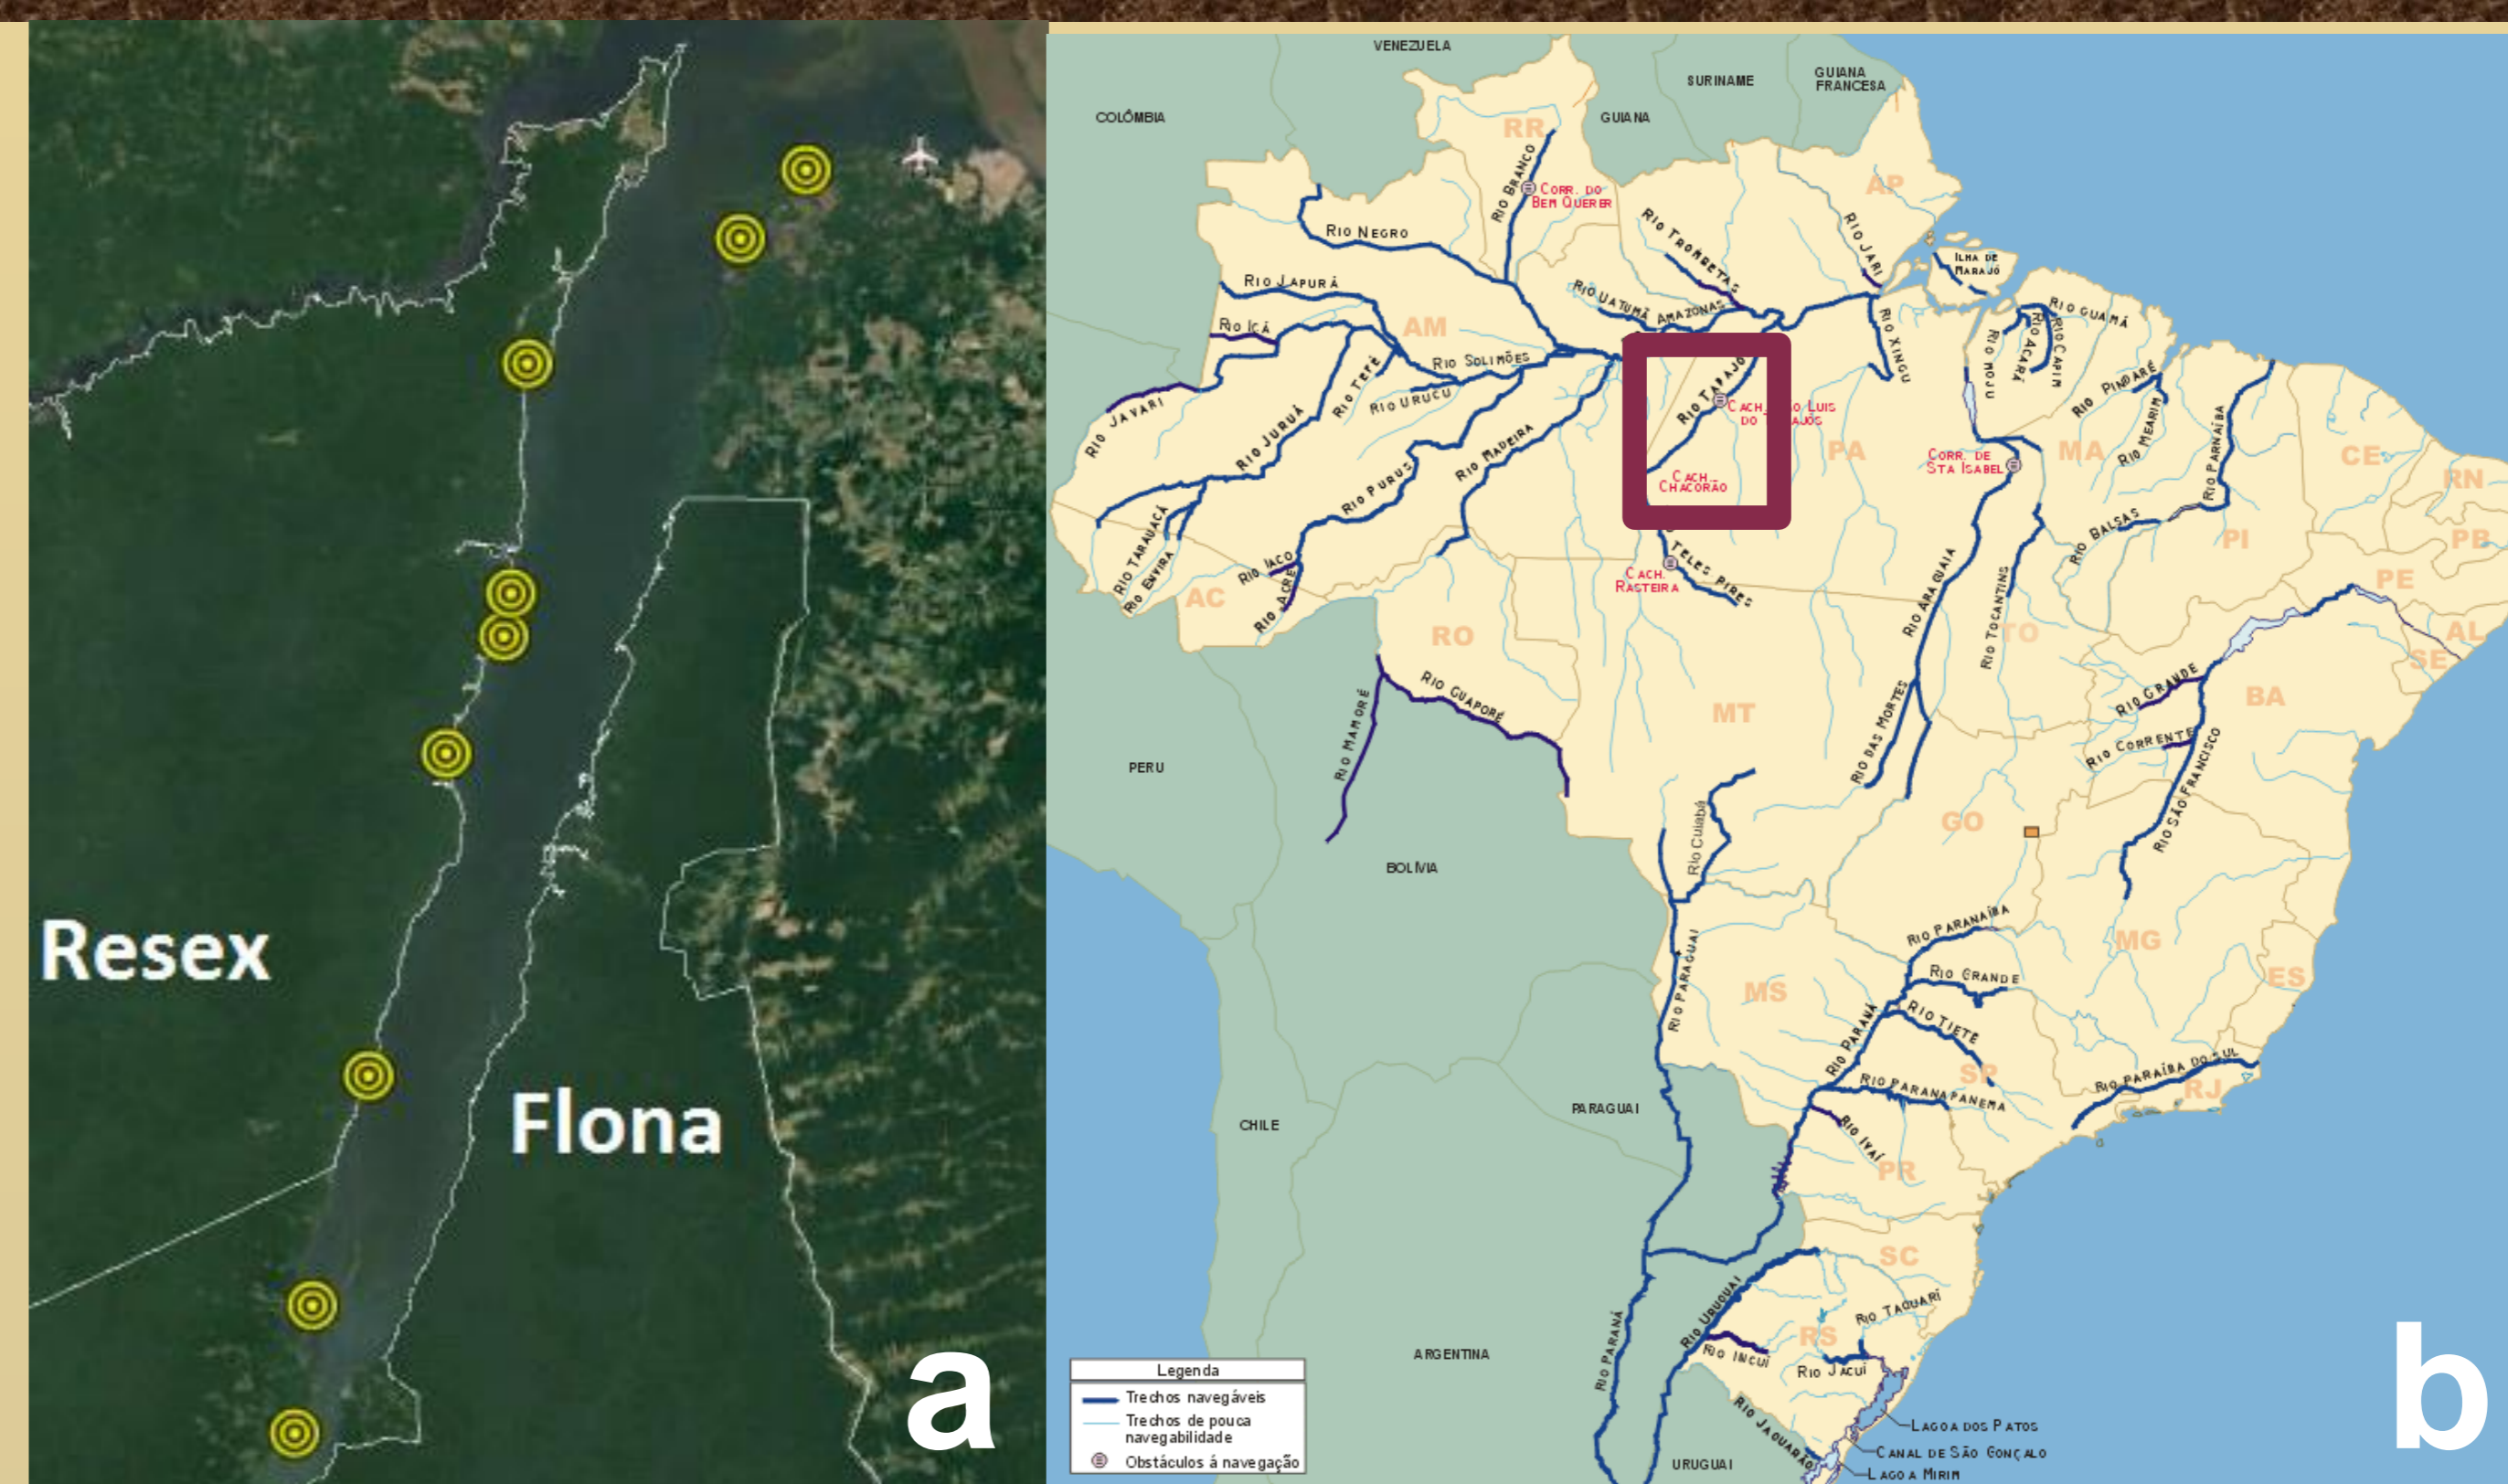 Resex
Flona
a
VENEZUELA
SURINAME
GUIANA
FRANCESA
COLÔMBIA
GUIANA
RR
AP
RIO BRANCO
CORR. DO
BEM QUERER
RIO NEGRO
RIO TROMBETAS
RIO JARI
ILHA DE
MARAJÓ
RIO JAPURÁ
RIO UATUMÃ
AMAZONAS
RIO GUAMÁ
RIO IÇÁ
AM
RIO XINGU
RIO MOJU
RIO ACARÁ
RIO CAPIM
RIO SOLIMÕES
RIO TEFÉ
RIO URUCU
RIO TAPAJÓ
CACH.
O LUIS
DO
AJÓS
RIO PINDARÉ
RIO MEARIM
RIO PARNAÍBA
RIO JAVARI
RIO JURUÁ
RIO MADEIRA
RIO PURUS
PA
MA
CE
RN
CORR. DE
STA ISABEL
CACH.
CHACORÃO
RIO BALSAS
PI
PB
PE
AL
SE
RIO TARAUACÁ
RIO ENVIRA
RIO IACO
RIO ACRE
AC
TELES PIRES
CACH.
RASTEIRA
RIO ARAGUAIA
RIO TOCANTINS
TO
RO
RIO GUAPORÉ
RIO MAMORÉ
MT
RIO DAS MORTES
RIO GRANDE
BA
RIO CORRENTE
RIO SÃO FRANCISCO
PERU
BOLÍVIA
Rio Cuiabá
GO
RIO PARANAÍBA
MG
ES
RIO GRANDE
RIO PARAGUAI
MS
RIO TIETE
RIO PARANÁ
SP
RIO PARANAPANEMA
RIO PARAÍBA DO SUL
RJ
PARAGUAI
CHILE
RIO IVAÍ
PR
SC
RIO URUGUAI
RIO TAQUARI
RS
RIO PARANÁ
RIO JACUÍ
ARGENTINA
RIO JAQUARÃO
LAGOA DOS PATOS
CANAL DE SÃO GONÇALO
LAGOA MIRIM
URUGUAI
Legenda
Trechos navegáveis
Trechos de pouca
navegabilidade
Obstáculos á navegação
b